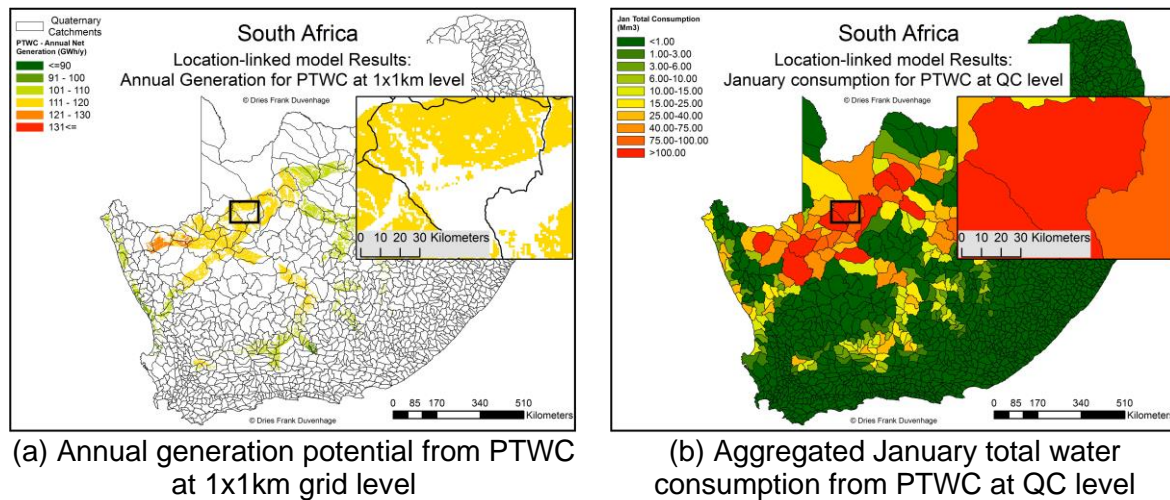 Quaternary
Catchments
PTWC - Annual Net
Generation (GWh/y)
<=90
91 - 100
101 - 110
111 - 120
121 - 130
131<=
South Africa
Location-linked model Results:
Annual Generation for PTWC at 1x1km level
© Dries Frank Duvenhage
0 10 20 30 Kilometers
© Dries Frank Duvenhage
0 85 170 340 510
Kilometers
(a) Annual generation potential from PTWC
at 1x1km grid level
Jan Total Consumption
(Mm3)
<1.00
1.00-3.00
3.00-6.00
6.00-10.00
10.00-15.00
15.00-25.00
25.00-40.00
40.00-75.00
75.00-100.00
>100.00
South Africa
Location-linked model Results:
January consumption for PTWC at QC level
© Dries Frank Duvenhage
0 10 20 30 Kilometers
© Dries Frank Duvenhage
0 85 170 340 510
Kilometers
(b) Aggregated January total water
consumption from PTWC at QC level